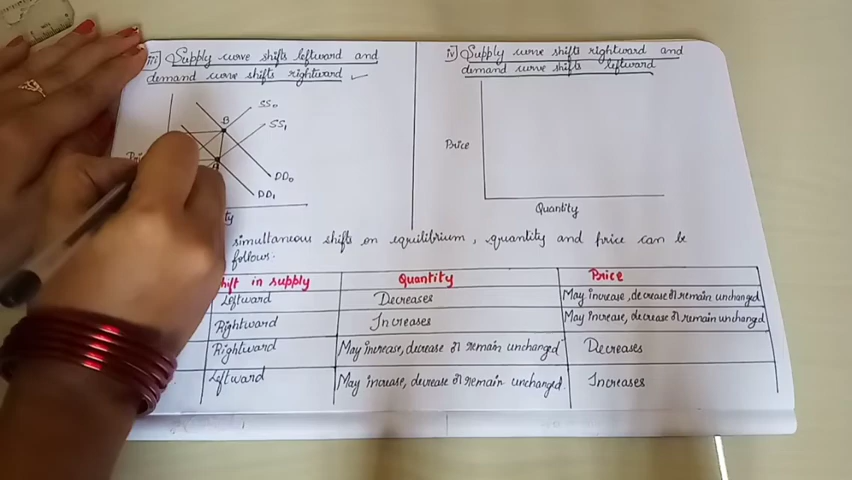 iii) Supply curve shifts leftward and
demand curve shifts rightward
SS₀
B
SS₁
DD₀
DD₁
iv) Supply curve shifts rightward and
demand curve shifts leftward
Price
Quantity
simultaneous shifts on equilibrium, quantity and price can be
follows.
shift in supply Quantity Price
Leftward Decreases May increase, decrease or remain unchanged
Rightward Increases May increase, decrease or remain unchanged
Rightward May increase, decrease or remain unchanged Decreases
Leftward May increase, decrease or remain unchanged. Increases